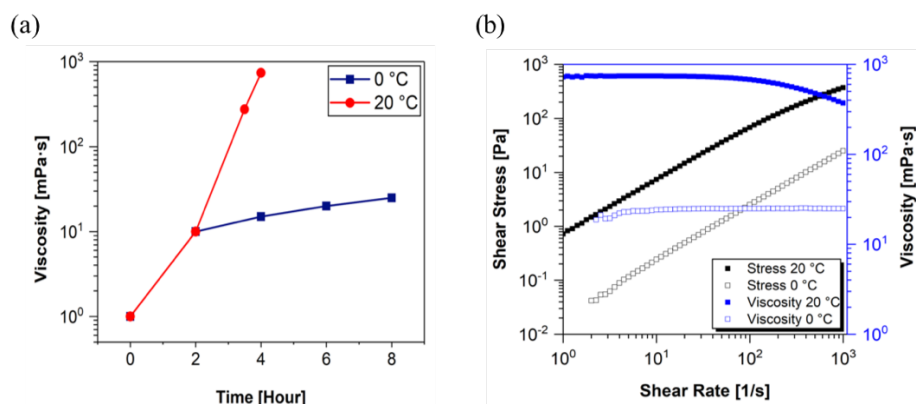 (a)
Viscosity [mPa·s]
10³
10²
10¹
10⁰
0 °C
20 °C
0 2 4 6 8
Time [Hour]
(b)
Shear Stress [Pa]
10³
10²
10¹
10⁰
10⁻¹
10⁻²
Stress 20 °C
Stress 0 °C
Viscosity 20 °C
Viscosity 0 °C
10³
10²
10¹
10⁰
Viscosity [mPa·s]
10⁰ 10¹ 10² 10³
Shear Rate [1/s]